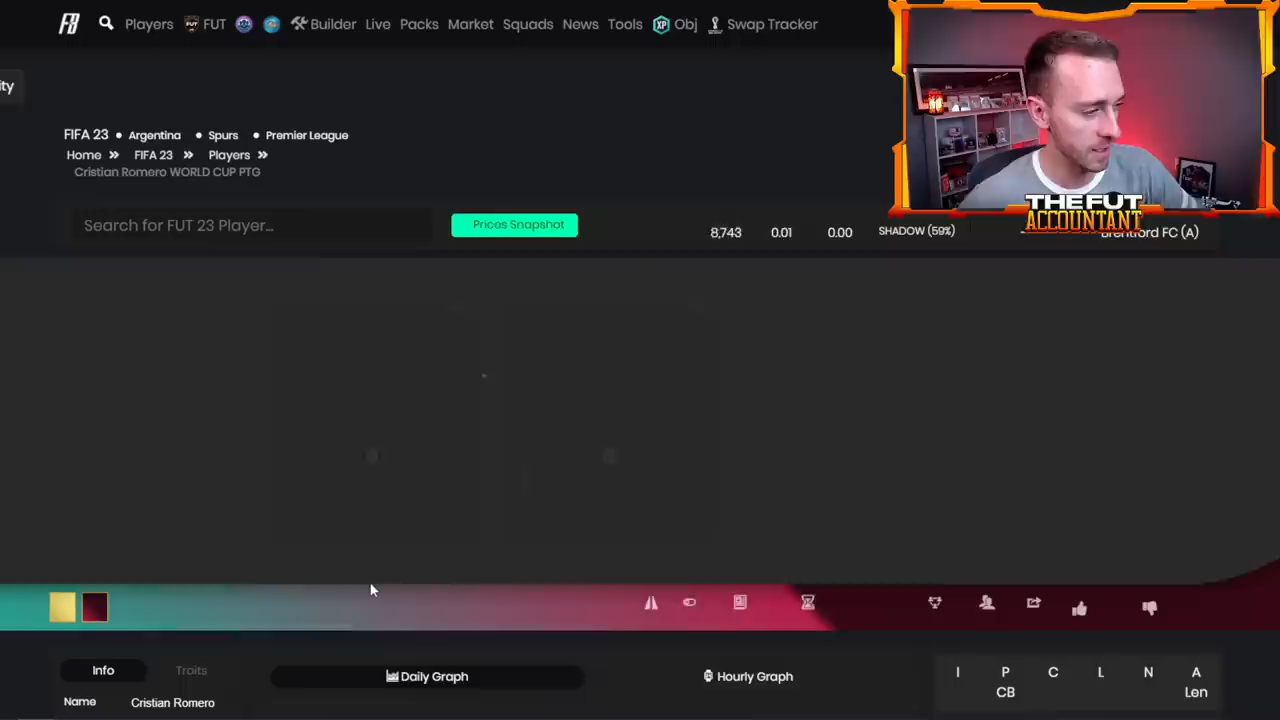 Players FUT Builder Live Packs Market Squads News Tools Obj Swap Tracker
XP
ity
FIFA 23 • Argentina • Spurs • Premier League
Home » FIFA 23 » Players »
Cristian Romero WORLD CUP PTG
Search for FUT 23 Player...
Prices Snapshot
8,743 0.01 0.00 SHADOW (59%) Brentford FC (A)
THE FUT
ACCOUNTANT
Info Traits
Daily Graph
Hourly Graph
I P C L N A
CB Len
Name Cristian Romero